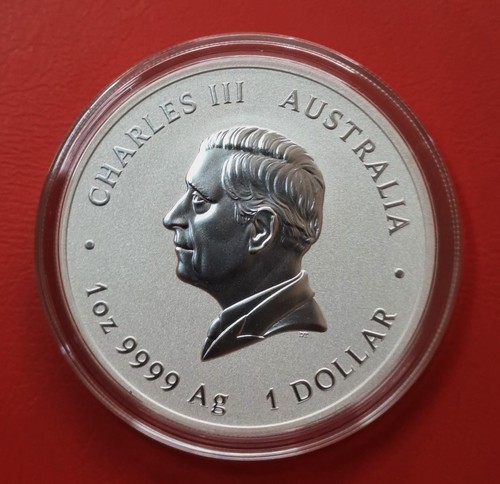 CHARLES III AUSTRALIA
1oz 9999 Ag 1 DOLLAR